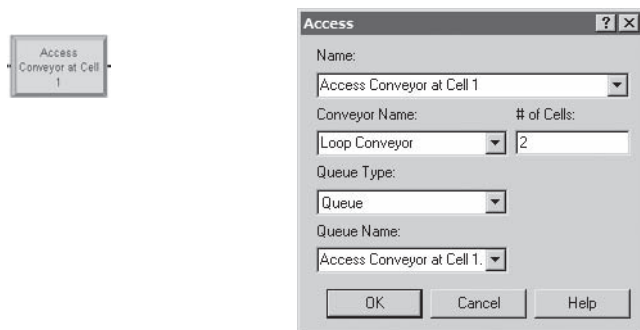 Access
Conveyor at Cell
1
Access
? X
Name:
Access Conveyor at Cell 1
Conveyor Name:
# of Cells:
Loop Conveyor
2
Queue Type:
Queue
Queue Name:
Access Conveyor at Cell 1.
OK
Cancel
Help